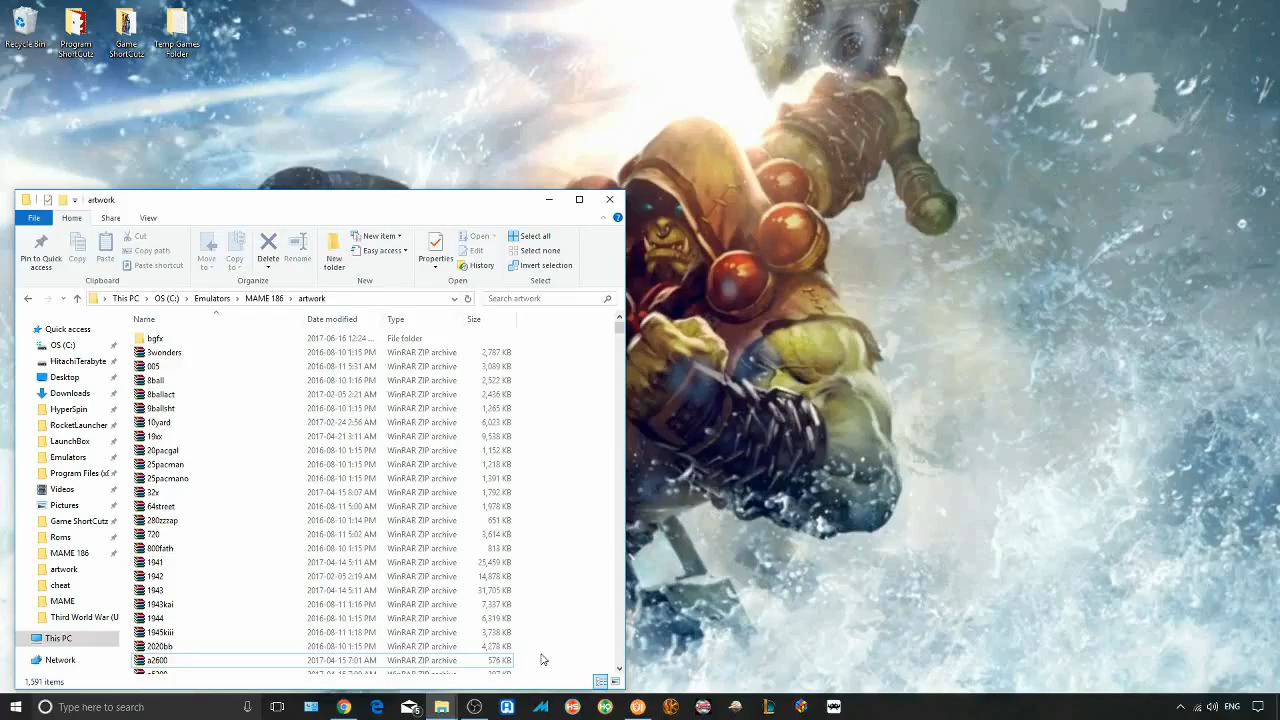 Recycle Bin
Program ShortCutz
Game ShortCutz
Temp Games Folder
artwork
File Home Share View
Pin to Quick access
Copy
Paste
Cut
Copy path
Paste shortcut
Clipboard
Move to
Copy to
Delete
Rename
Organize
New folder
New item
Easy access
New
Properties
Open
Edit
History
Open
Select all
Select none
Invert selection
Select
This PC OS (C:) Emulators MAME 186 artwork
Search artwork
Name Date modified Type Size
Quick access
OS (C:)
HitachiTerabyte
Desktop
Downloads
HyperSpin
RocketLauncher
LaunchBox
Emulators
Program Files (x8
Videos
Pictures
Game ShortCutz
Roms
MAME 186
artwork
cheat
MAME
Third World War (U
This PC
Network
bgfx 2017-06-16 12:24 ... File folder
3wonders 2016-08-10 1:15 PM WinRAR ZIP archive 2,787 KB
005 2016-08-11 5:31 AM WinRAR ZIP archive 3,089 KB
8ball 2016-08-10 1:16 PM WinRAR ZIP archive 2,522 KB
8ballact 2017-02-05 2:21 AM WinRAR ZIP archive 2,436 KB
9ballsht 2016-08-10 1:15 PM WinRAR ZIP archive 1,265 KB
10yard 2017-02-24 2:56 AM WinRAR ZIP archive 6,023 KB
19xx 2017-04-21 3:11 AM WinRAR ZIP archive 9,538 KB
20pacgal 2016-08-10 1:15 PM WinRAR ZIP archive 1,152 KB
25pacman 2016-08-10 1:15 PM WinRAR ZIP archive 1,218 KB
25pacmano 2016-08-10 1:15 PM WinRAR ZIP archive 1,391 KB
32x 2017-04-15 8:07 AM WinRAR ZIP archive 1,792 KB
64street 2016-08-11 5:00 AM WinRAR ZIP archive 1,978 KB
280zzzap 2016-08-10 1:14 PM WinRAR ZIP archive 651 KB
720 2016-08-11 5:02 AM WinRAR ZIP archive 3,614 KB
800fath 2016-08-10 1:15 PM WinRAR ZIP archive 813 KB
1941 2017-04-14 5:11 AM WinRAR ZIP archive 25,459 KB
1942 2017-02-05 2:19 AM WinRAR ZIP archive 14,878 KB
1943 2017-04-14 5:11 AM WinRAR ZIP archive 31,705 KB
1943kai 2016-08-11 1:16 PM WinRAR ZIP archive 7,337 KB
1944 2016-08-10 1:15 PM WinRAR ZIP archive 6,319 KB
1945kiii 2016-08-11 1:18 PM WinRAR ZIP archive 3,738 KB
2020bb 2016-08-10 1:15 PM WinRAR ZIP archive 4,278 KB
a2600 2017-04-15 7:01 AM WinRAR ZIP archive 576 KB
1,591 items
Type here to search
ENG